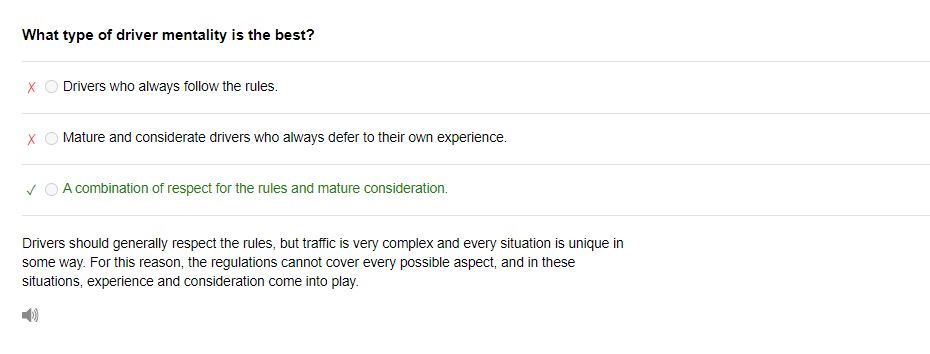 What type of driver mentality is the best?
✗ Drivers who always follow the rules.
✗ Mature and considerate drivers who always defer to their own experience.
✓ A combination of respect for the rules and mature consideration.
Drivers should generally respect the rules, but traffic is very complex and every situation is unique in
some way. For this reason, the regulations cannot cover every possible aspect, and in these
situations, experience and consideration come into play.